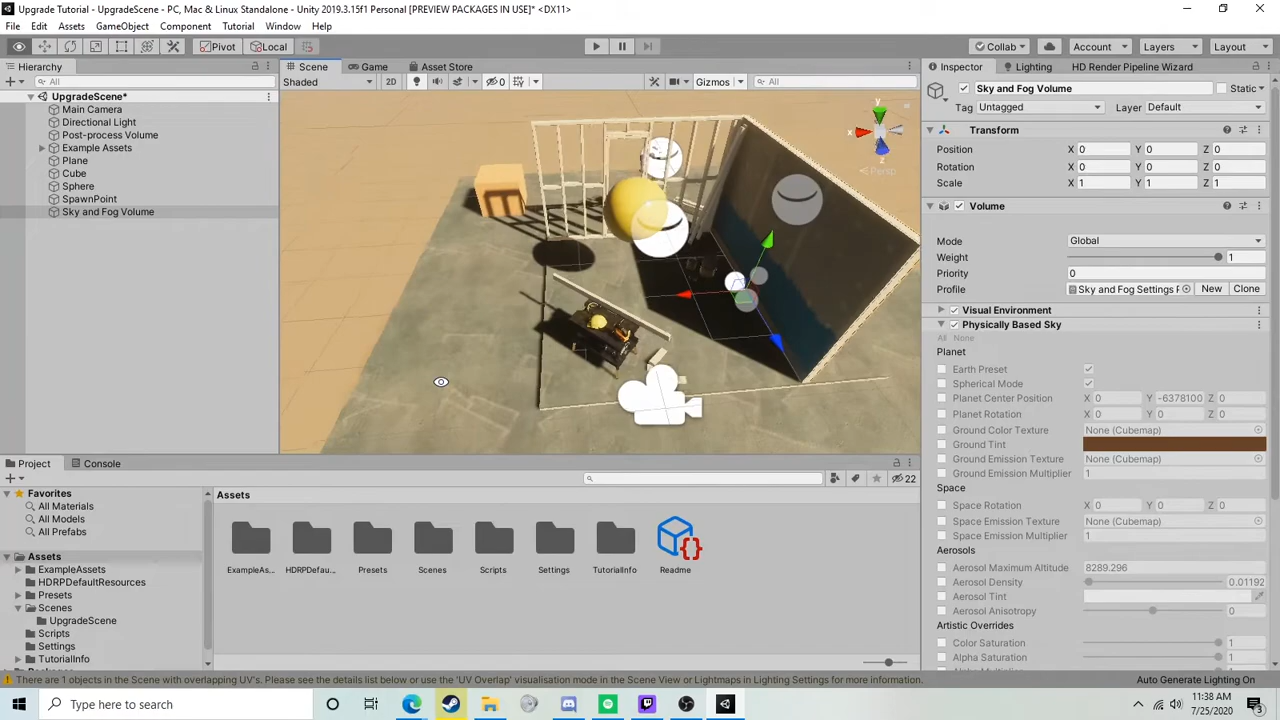 Upgrade Tutorial - UpgradeScene - PC, Mac & Linux Standalone - Unity 2019.3.15f1 Personal [PREVIEW PACKAGES IN USE]* <DX11>
File Edit Assets GameObject Component Tutorial Window Help
Pivot Local Collab Account Layers Layout
Hierarchy Scene Game Asset Store Inspector Lighting HD Render Pipeline Wizard
All Shaded 2D 0 Gizmos All
Sky and Fog Volume Static
Tag Untagged Layer Default
UpgradeScene*
Main Camera
Directional Light
Post-process Volume
Example Assets
Plane
Cube
Sphere
SpawnPoint
Sky and Fog Volume
y
x
z
Persp
Transform
Position X 0 Y 0 Z 0
Rotation X 0 Y 0 Z 0
Scale X 1 Y 1 Z 1
Volume
Mode Global
Weight 1
Priority 0
Profile Sky and Fog Settings P New Clone
Visual Environment
Physically Based Sky
All None
Planet
Earth Preset
Spherical Mode
Planet Center Position X 0 Y -6378100 Z 0
Planet Rotation X 0 Y 0 Z 0
Ground Color Texture None (Cubemap)
Ground Tint
Ground Emission Texture None (Cubemap)
Ground Emission Multiplier 1
Space
Space Rotation X 0 Y 0 Z 0
Space Emission Texture None (Cubemap)
Space Emission Multiplier 1
Aerosols
Aerosol Maximum Altitude 8289.296
Aerosol Density 0.01192
Aerosol Tint
Aerosol Anisotropy 0
Artistic Overrides
Color Saturation 1
Alpha Saturation 1
Project Console
22
Favorites
All Materials
All Models
All Prefabs
Assets
ExampleAssets
HDRPDefaultResources
Presets
Scenes
UpgradeScene
Scripts
Settings
TutorialInfo
Assets
ExampleAs... HDRPDefau... Presets Scenes Scripts Settings TutorialInfo Readme
There are 1 objects in the Scene with overlapping UV's. Please see the details list below or use the 'UV Overlap' visualisation mode in the Scene View or Lightmaps in Lighting Settings for more information.
Auto Generate Lighting On
Type here to search
11:38 AM
7/25/2020
3